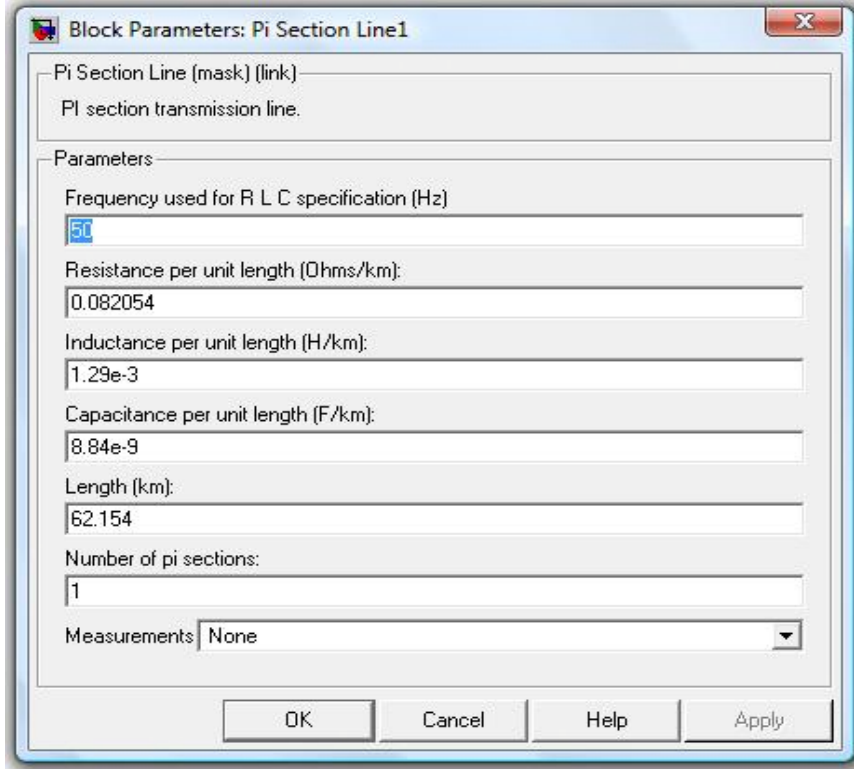 Block Parameters: Pi Section Line1
Pi Section Line (mask) (link)
PI section transmission line.
Parameters
Frequency used for R L C specification (Hz)
50
Resistance per unit length (Ohms/km):
0.082054
Inductance per unit length (H/km):
1.29e-3
Capacitance per unit length (F/km):
8.84e-9
Length (km):
62.154
Number of pi sections:
1
Measurements None
OK Cancel Help Apply